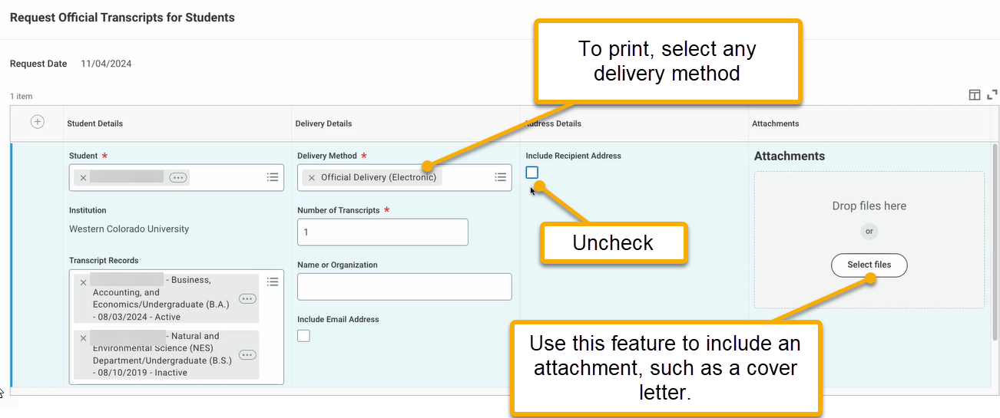 Request Official Transcripts for Students
To print, select any
delivery method
Request Date 11/04/2024
1 item
Student Details
Delivery Details
Address Details
Attachments
Student *
Institution
Western Colorado University
Transcript Records
- Business,
Accounting, and
Economics/Undergraduate (B.A.)
- 08/03/2024 - Active
- Natural and
Environmental Science (NES)
Department/Undergraduate (B.S.)
- 08/10/2019 - Inactive
Delivery Method *
Official Delivery (Electronic)
Number of Transcripts *
1
Name or Organization
Include Email Address
Include Recipient Address
Uncheck
Attachments
Drop files here
or
Select files
Use this feature to include an
attachment, such as a cover
letter.